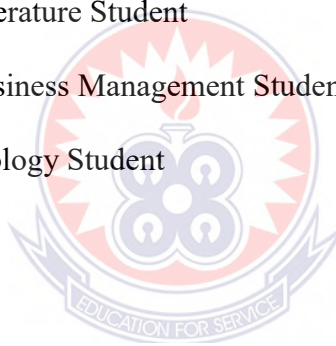 erature Student
siness Management Studen
ology Student
EDUCATION FOR SERVICE